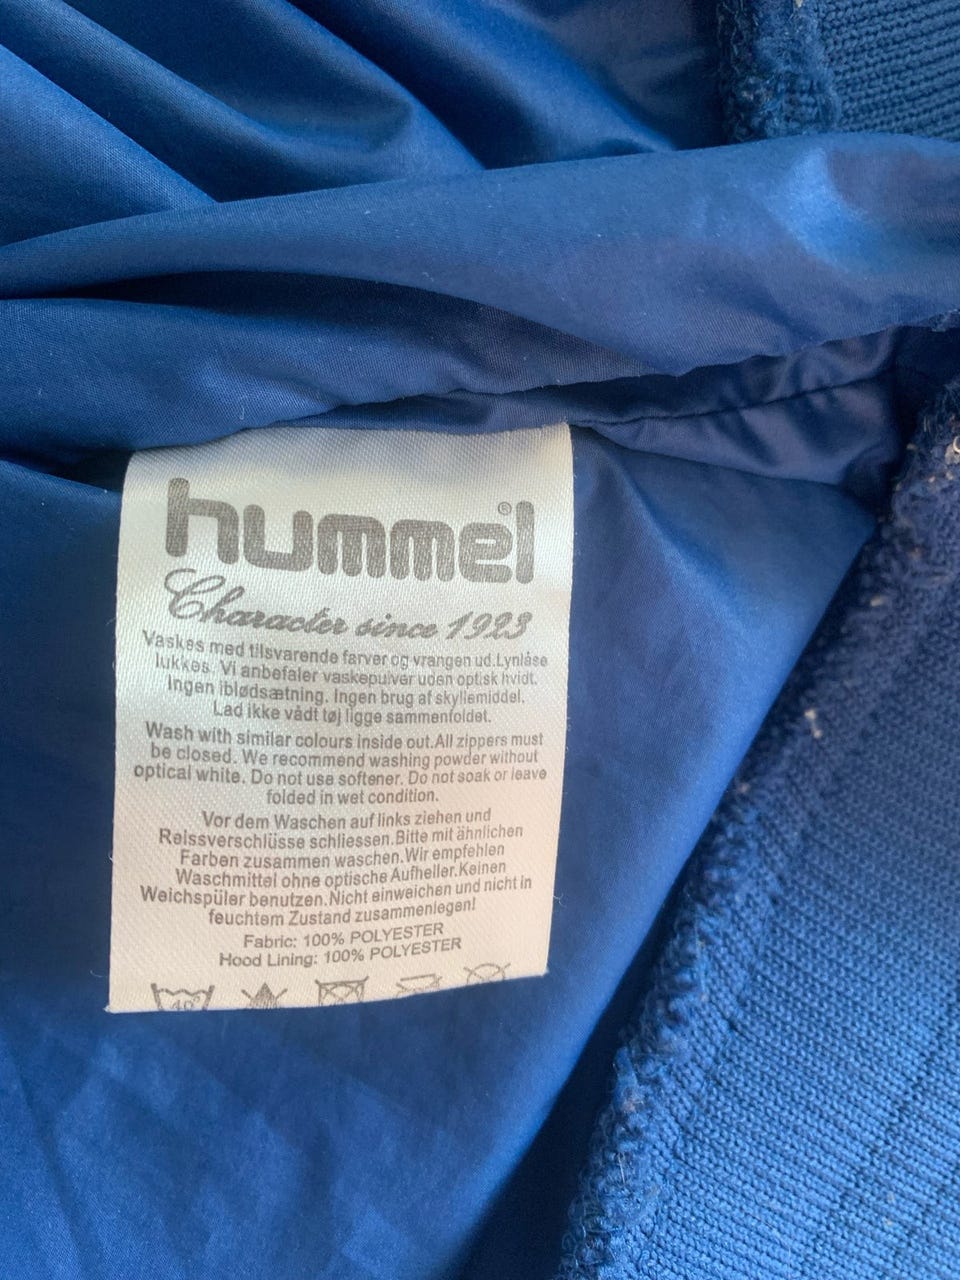 hummel®
Character since 1923
Vaskes med tilsvarende farver og vrangen ud.Lynlåse
lukkes. Vi anbefaler vaskepulver uden optisk hvidt.
Ingen iblødsætning. Ingen brug af skyllemiddel.
Lad ikke vådt tøj ligge sammenfoldet.
Wash with similar colours inside out.All zippers must
be closed. We recommend washing powder without
optical white. Do not use softener. Do not soak or leave
folded in wet condition.
Vor dem Waschen auf links ziehen und
Reissverschlüsse schliessen.Bitte mit ähnlichen
Farben zusammen waschen.Wir empfehlen
Waschmittel ohne optische Aufheller.Keinen
Weichspüler benutzen.Nicht einweichen und nicht in
feuchtem Zustand zusammenlegen!
Fabric: 100% POLYESTER
Hood Lining: 100% POLYESTER
40°